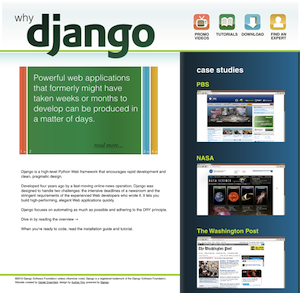 why
django
PROMO
VIDEOS
TUTORIALS
DOWNLOAD
FIND AN
EXPERT
Powerful web applications
that formerly might have
taken weeks or months to
develop can be produced in
a matter of days.
read more...
Django is a high-level Python Web framework that encourages rapid development and
clean, pragmatic design.
Developed four years ago by a fast-moving online-news operation, Django was
designed to handle two challenges: the intensive deadlines of a newsroom and the
stringent requirements of the experienced Web developers who wrote it. It lets you
build high-performing, elegant Web applications quickly.
Django focuses on automating as much as possible and adhering to the DRY principle
Dive in by reading the overview →
When you're ready to code, read the installation guide and tutorial.
case studies
PBS
NASA
The Washington Post